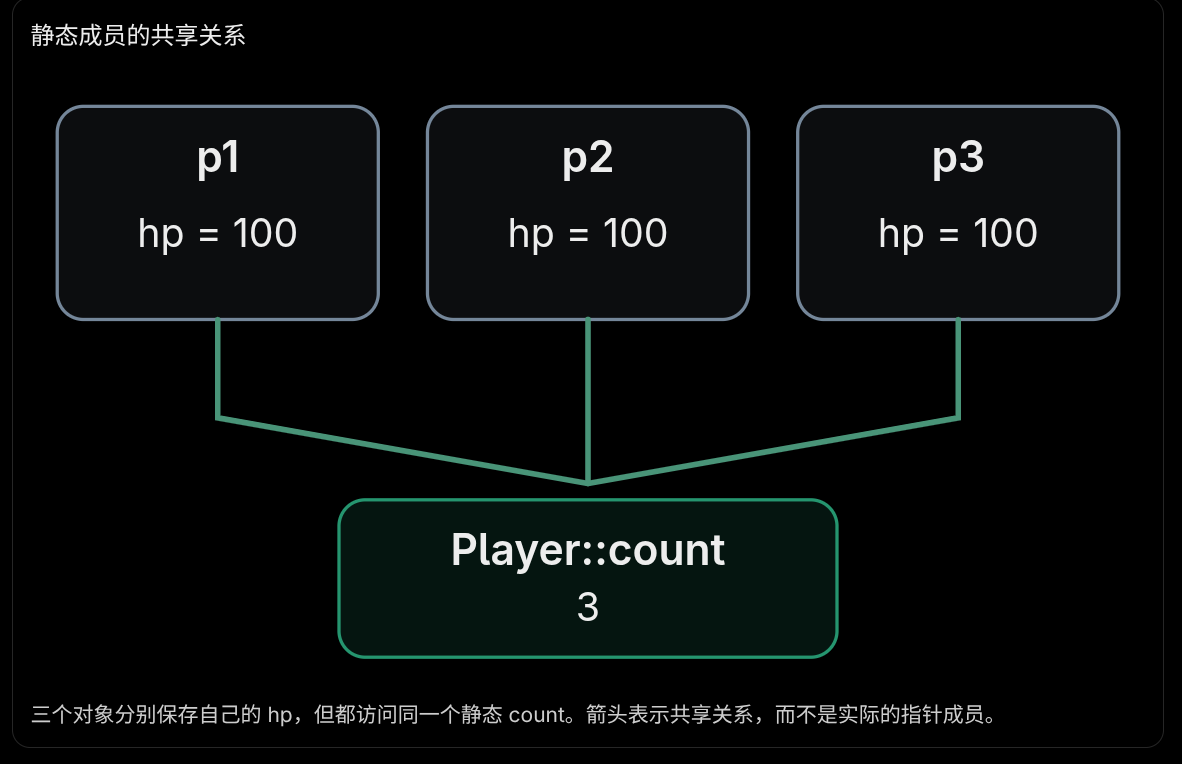 静态成员的共享关系
p1
hp = 100
p2
hp = 100
p3
hp = 100
Player::count
3
三个对象分别保存自己的 hp，但都访问同一个静态 count。箭头表示共享关系，而不是实际的指针成员。